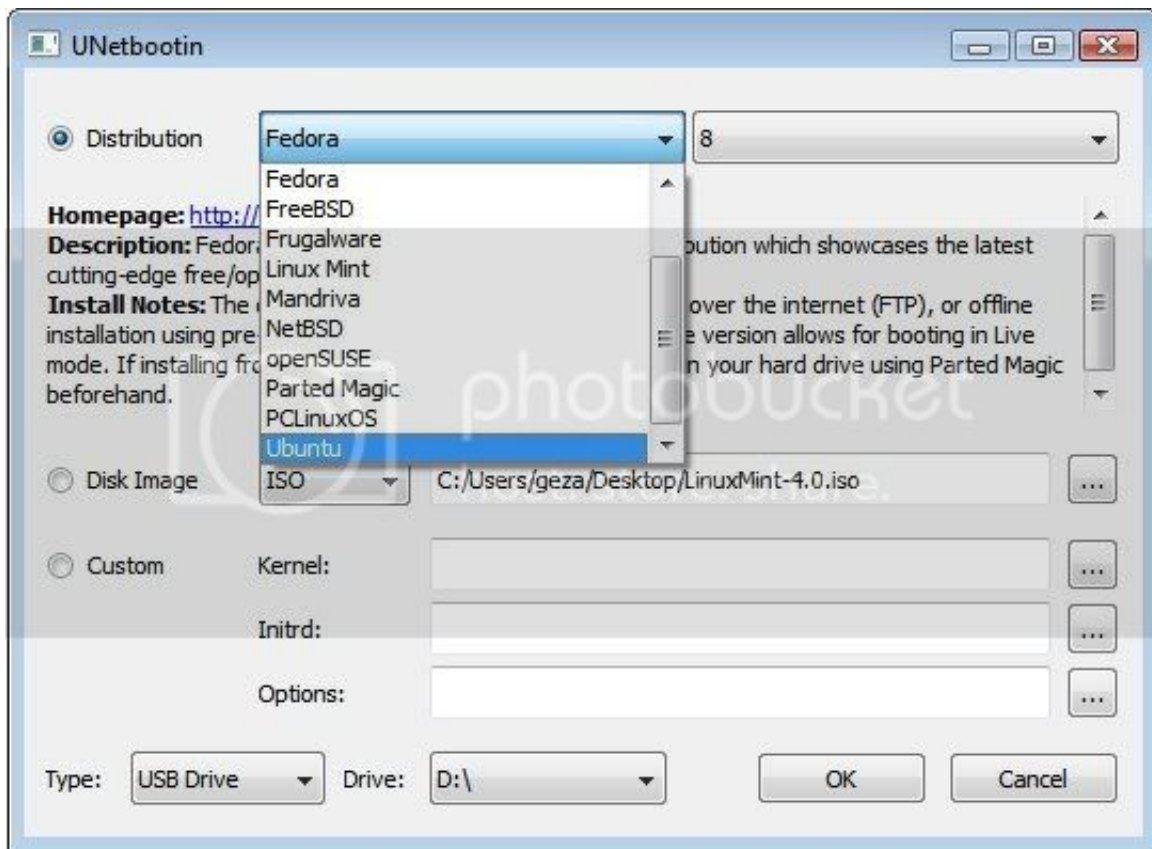 UNetbootin
Distribution Fedora 8
Fedora
FreeBSD
Frugalware
Linux Mint
Mandriva
NetBSD
openSUSE
Parted Magic
PCLinuxOS
Ubuntu
Homepage: http://
Description: Fedora bution which showcases the latest
cutting-edge free/op
Install Notes: The over the internet (FTP), or offline
installation using pre version allows for booting in Live
mode. If installing fro n your hard drive using Parted Magic
beforehand.
photobucket
host. store. share.
Disk Image ISO C:/Users/geza/Desktop/LinuxMint-4.0.iso ...
Custom Kernel: ...
Initrd: ...
Options: ...
Type: USB Drive Drive: D:\ OK Cancel